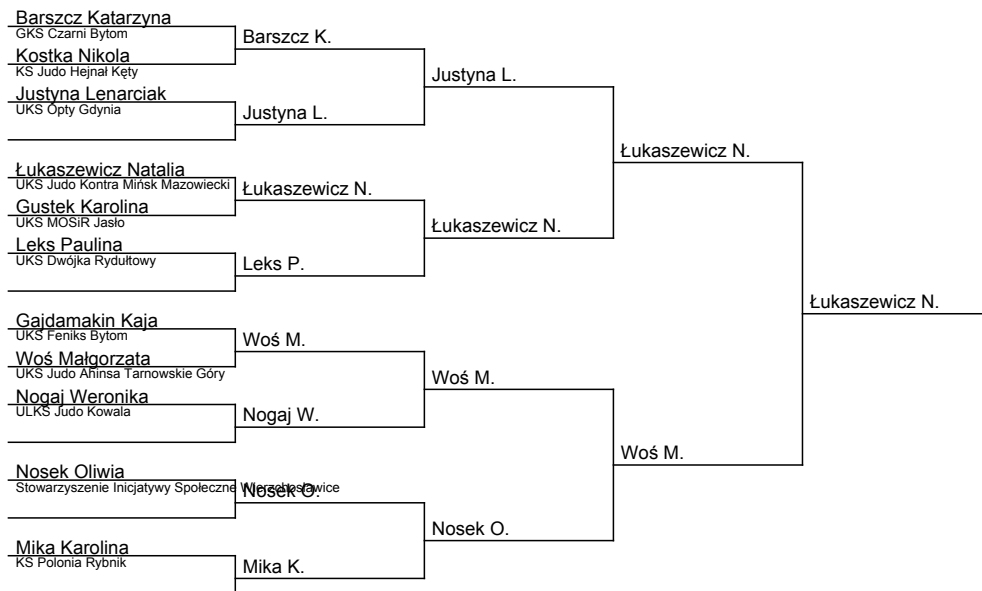 Barszcz Katarzyna
GKS Czarni Bytom
Barszcz K.
Kostka Nikola
KS Judo Hejnał Kęty
Justyna L.
Justyna Lenarciak
UKS Opty Gdynia
Justyna L.
Łukaszewicz N.
Łukaszewicz Natalia
UKS Judo Kontra Mińsk Mazowiecki
Łukaszewicz N.
Gustek Karolina
UKS MOSiR Jasło
Łukaszewicz N.
Leks Paulina
UKS Dwójka Rydułtowy
Leks P.
Łukaszewicz N.
Gajdamakin Kaja
UKS Feniks Bytom
Woś M.
Woś Małgorzata
UKS Judo Ahinsa Tarnowskie Góry
Woś M.
Nogaj Weronika
ULKS Judo Kowala
Nogaj W.
Woś M.
Nosek Oliwia
Stowarzyszenie Inicjatywy Społeczne Wierzchosławice
Nosek O.
Nosek O.
Mika Karolina
KS Polonia Rybnik
Mika K.